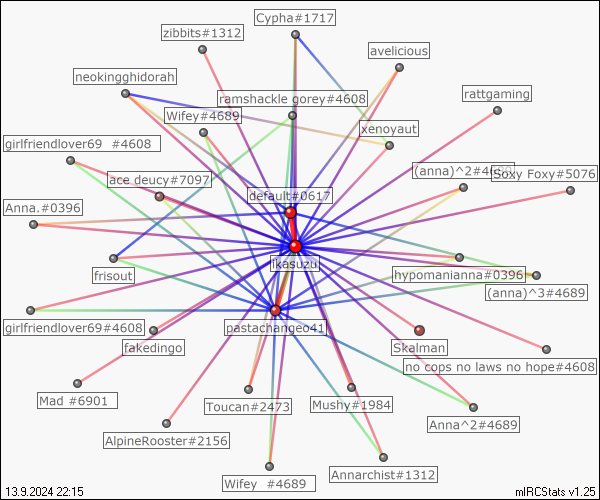 Cypha#1717
zibbits#1312
avelicious
neokingghidorah
rattgaming
ramshackle gorey#4608
Wifey#4689
xenoyaut
girlfriendlover69 #4608
ace deucy#7097
(anna)^2#4689
Soxy Foxy#5076
default#0617
Anna.#0396
ikasuzu
frisout
hypomanianna#0396
(anna)^3#4689
girlfriendlover69#4608
pastachangeo41
fakedingo
Skalman
no cops no laws no hope#4608
Mad #6901
Toucan#2473
Mushy#1984
Anna^2#4689
AlpineRooster#2156
Annarchist#1312
Wifey #4689
13.9.2024 22:15
mIRCStats v1.25